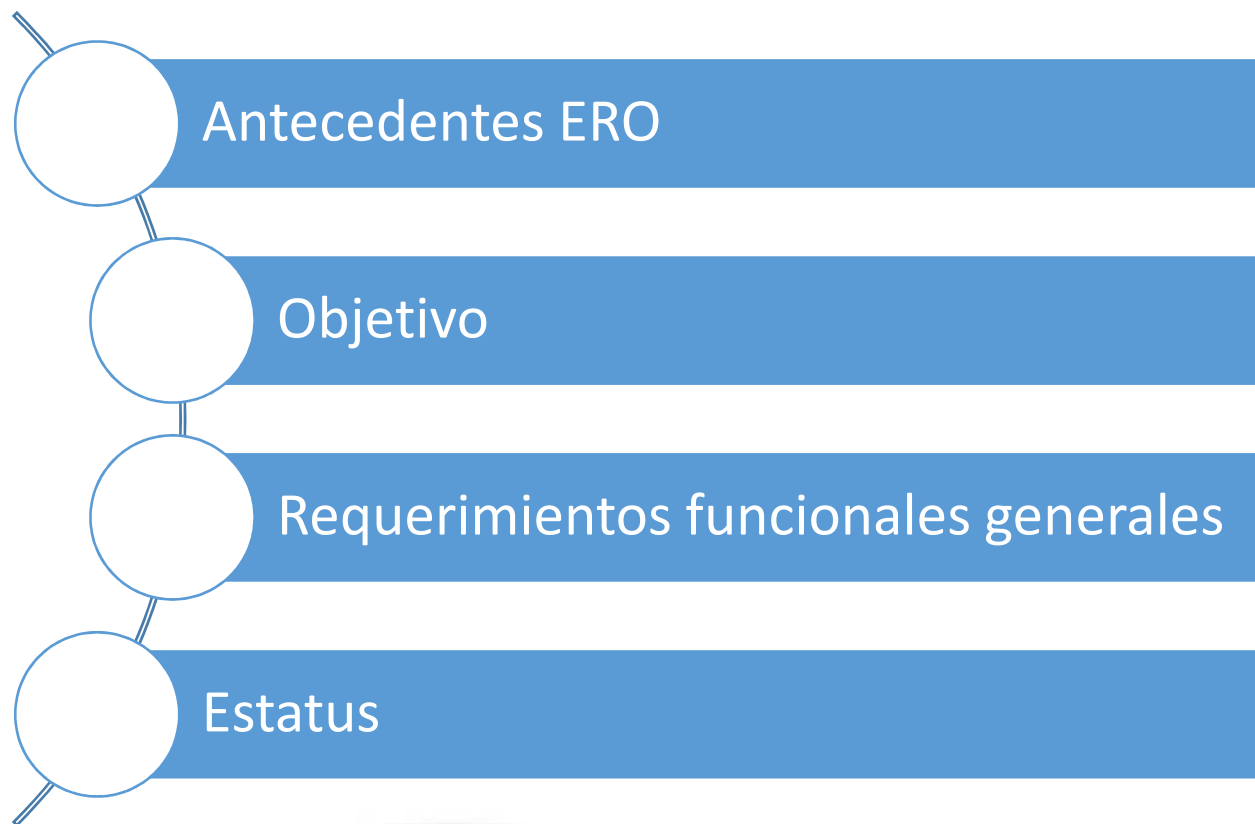 Antecedentes ERO
Objetivo
Requerimientos funcionales generales
Estatus